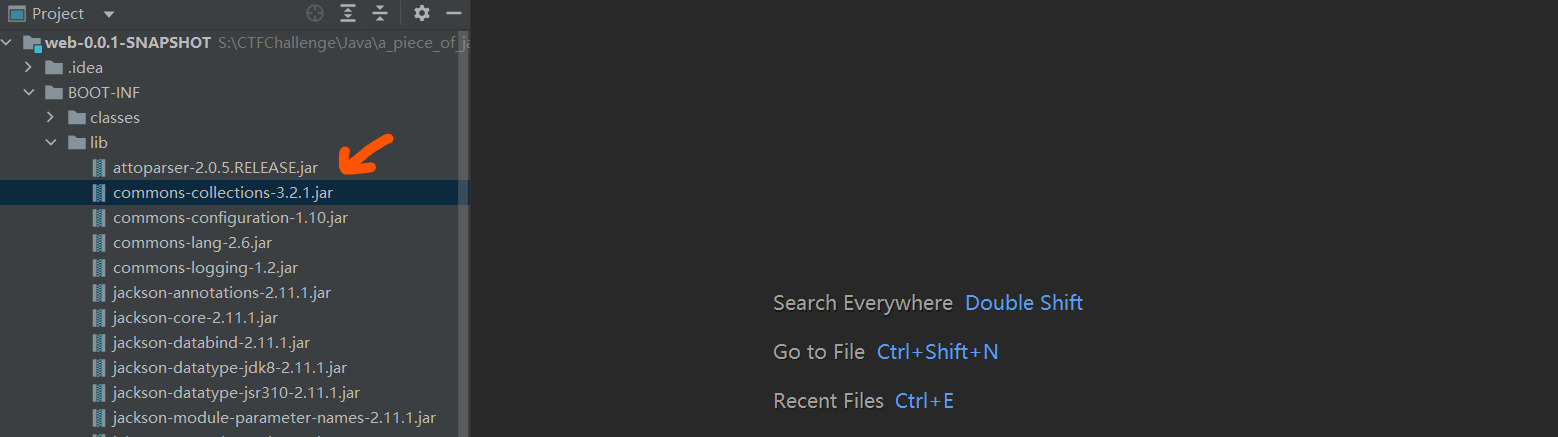 Project
web-0.0.1-SNAPSHOT S:\CTFChallenge\Java\a_piece_of_ja
.idea
BOOT-INF
classes
lib
attoparser-2.0.5.RELEASE.jar
commons-collections-3.2.1.jar
commons-configuration-1.10.jar
commons-lang-2.6.jar
commons-logging-1.2.jar
jackson-annotations-2.11.1.jar
jackson-core-2.11.1.jar
jackson-databind-2.11.1.jar
jackson-datatype-jdk8-2.11.1.jar
jackson-datatype-jsr310-2.11.1.jar
jackson-module-parameter-names-2.11.1.jar
Search Everywhere Double Shift
Go to File Ctrl+Shift+N
Recent Files Ctrl+E